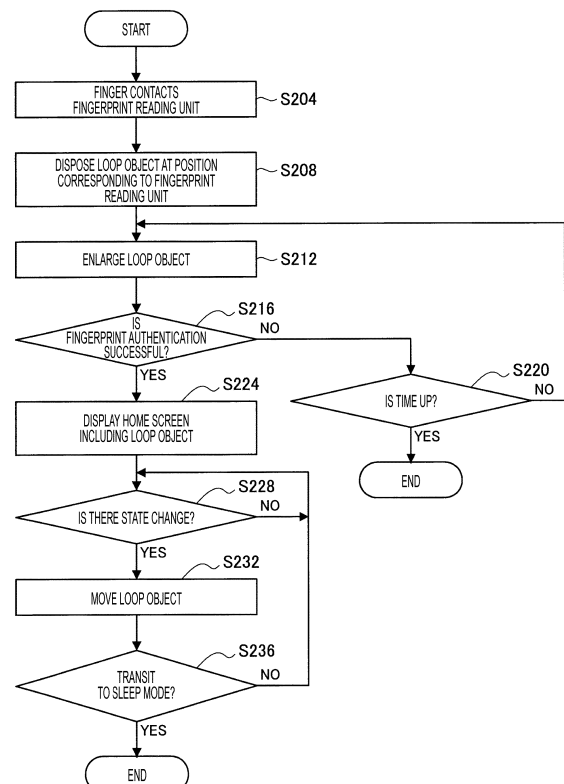 START
FINGER CONTACTS
FINGERPRINT READING UNIT
S204
DISPOSE LOOP OBJECT AT POSITION
CORRESPONDING TO FINGERPRINT
READING UNIT
S208
ENLARGE LOOP OBJECT
S212
S216
IS
FINGERPRINT AUTHENTICATION
SUCCESSFUL?
NO
YES
S220
IS TIME UP?
NO
YES
END
S224
DISPLAY HOME SCREEN
INCLUDING LOOP OBJECT
S228
IS THERE STATE CHANGE?
NO
YES
S232
MOVE LOOP OBJECT
S236
TRANSIT
TO SLEEP MODE?
NO
YES
END